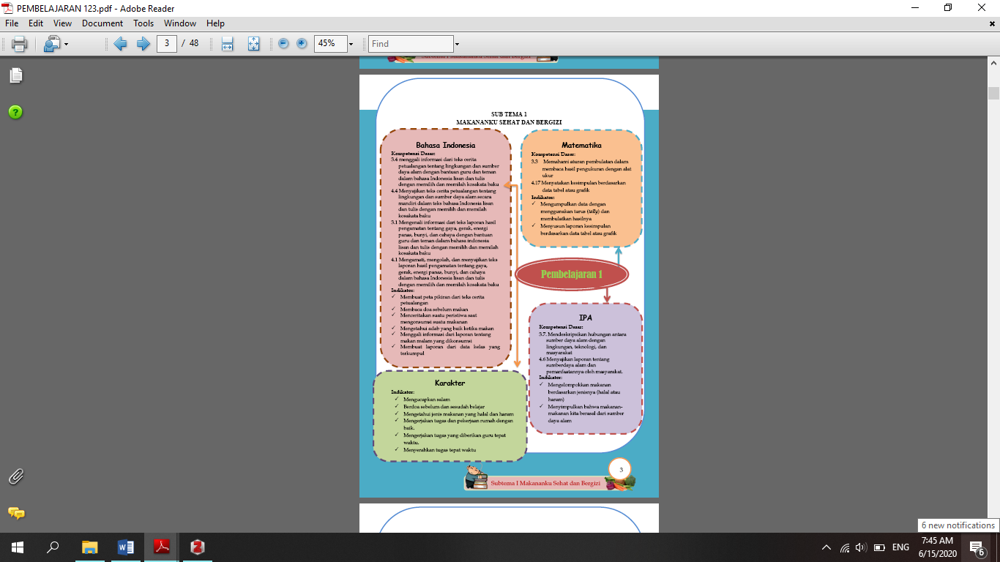 PEMBELAJARAN 123.pdf - Adobe Reader
File Edit View Document Tools Window Help
3 / 48 45% Find
Subtema I Makananku Sehat dan Bergizi
SUB TEMA 1
MAKANANKU SEHAT DAN BERGIZI
Bahasa Indonesia
Kompetensi Dasar:
3.4 menggali informasi dari teks cerita
petualangan tentang lingkungan dan sumber
daya alam dengan bantuan guru dan teman
dalam bahasa Indonesia lisan dan tulis
dengan memilih dan memilah kosakata baku
4.4 Menyajikan teks cerita petualangan tentang
lingkungan dan sumber daya alam secara
mandiri dalam teks bahasa Indonesia lisan
dan tulis dengan memilih dan memilah
kosakata baku
3.1 Mengenali informasi dari teks laporan hasil
pengamatan tentang gaya, gerak, energi
panas, bunyi, dan cahaya dengan bantuan
guru dan teman dalam bahasa indonesia
lisan dan tulis dengan memilih dan memilah
kosakata baku
4.1 Mengamati, mengolah, dan menyajikan teks
laporan hasil pengamatan tentang gaya,
gerak, energi panas, bunyi, dan cahaya
dalam bahasa Indonesia lisan dan tulis
dengan memilih dan memilah kosakata baku
Indikator:
✓ Membuat peta pikiran dari teks cerita
petualangan
✓ Membaca doa sebelum makan
✓ Menceritakan suatu peristiwa saat
mengonsumsi suatu makanan
✓ Mengetahui adab yang baik ketika makan
✓ Menggali informasi dari laporan tentang
makan malam yang dikonsumsi
✓ Membuat laporan dari data kelas yang
terkumpul
Matematika
Kompetensi Dasar:
3.3 Memahami aturan pembulatan dalam
membaca hasil pengukuran dengan alat
ukur
4.17 Menyatakan kesimpulan berdasarkan
data tabel atau grafik
Indikator:
✓ Mengumpulkan data dengan
menggunakan turus (tally) dan
membulatkan hasilnya
✓ Menyusun laporan kesimpulan
berdasarkan data tabel atau grafik
Pembelajaran 1
IPA
Kompetensi Dasar:
3.7. Mendeskripsikan hubungan antara
sumber daya alam dengan
lingkungan, teknologi, dan
masyarakat
4.6 Menyajikan laporan tentang
sumberdaya alam dan
pemanfaatannya oleh masyarakat.
Indikator:
✓ Mengelompokkan makanan
berdasarkan jenisnya (halal atau
haram)
✓ Menyimpulkan bahwa makanan-
makanan kita berasal dari sumber
daya alam
Karakter
Indikator:
✓ Mengucapkan salam
✓ Berdoa sebelum dan sesudah belajar
✓ Mengetahui jenis makanan yang halal dan haram
✓ Mengerjakan tugas dan pekerjaan rumah dengan
baik.
✓ Mengerjakan tugas yang diberikan guru tepat
waktu.
✓ Menyerahkan tugas tepat waktu
3
Subtema I Makananku Sehat dan Bergizi
6 new notifications
ENG
7:45 AM
6/15/2020
6